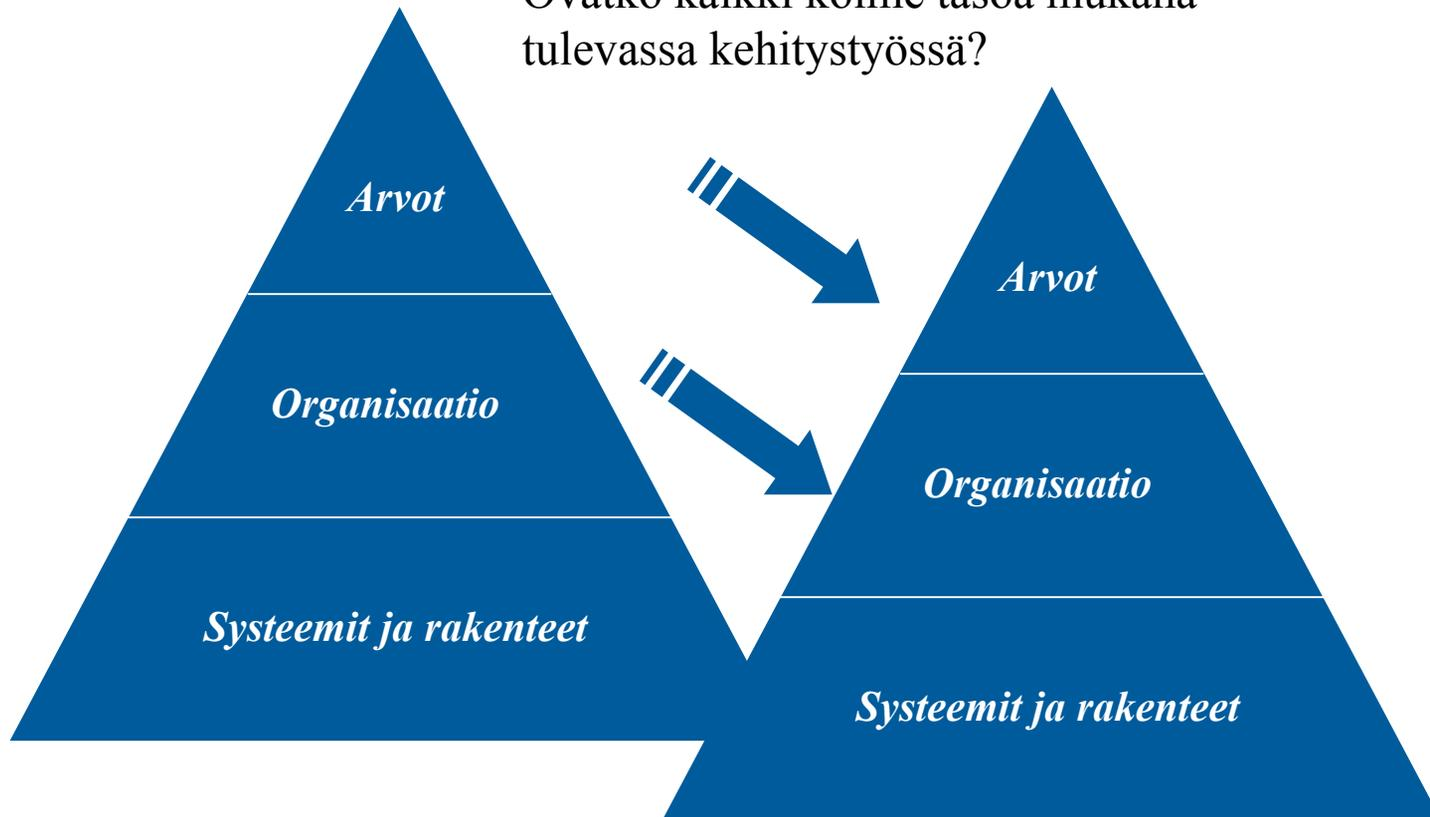 Ovatko kaikki kolme tasoa mukana
tulevassa kehitystyössä?
Arvot
Organisaatio
Systeemit ja rakenteet
Arvot
Organisaatio
Systeemit ja rakenteet